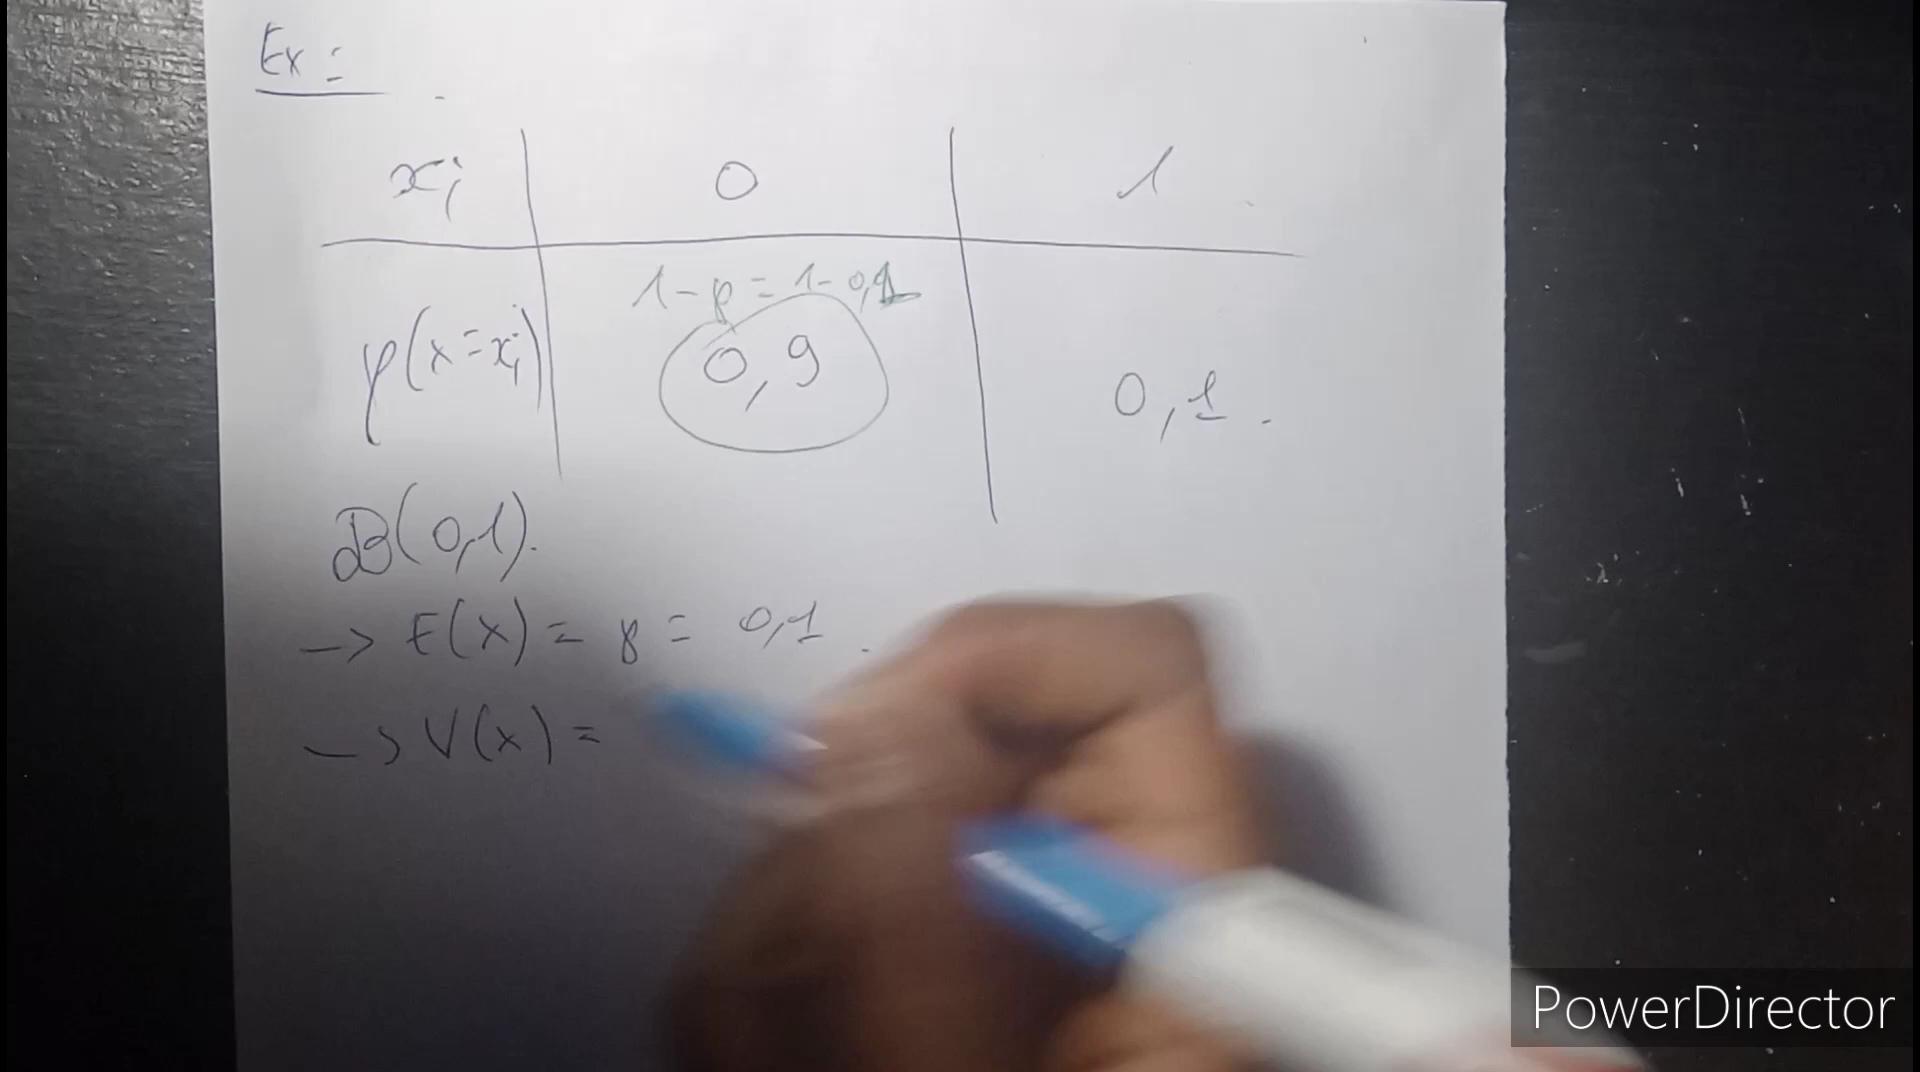 Ex :
xi 0 1
1-p = 1-0,1
p(x=xi) 0,9 0,1.
B(0,1).
-> E(x) = p = 0,1.
-> V(x) =
PowerDirector